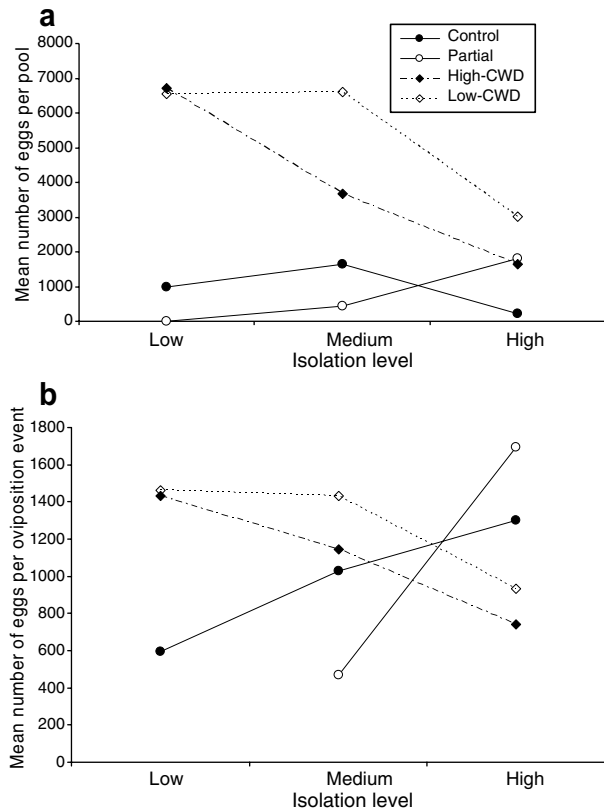 a
8000
7000
6000
5000
4000
3000
2000
1000
0
Mean number of eggs per pool
Control
Partial
High-CWD
Low-CWD
Low Medium High
Isolation level
b
1800
1600
1400
1200
1000
800
600
400
200
0
Mean number of eggs per oviposition event
Low Medium High
Isolation level